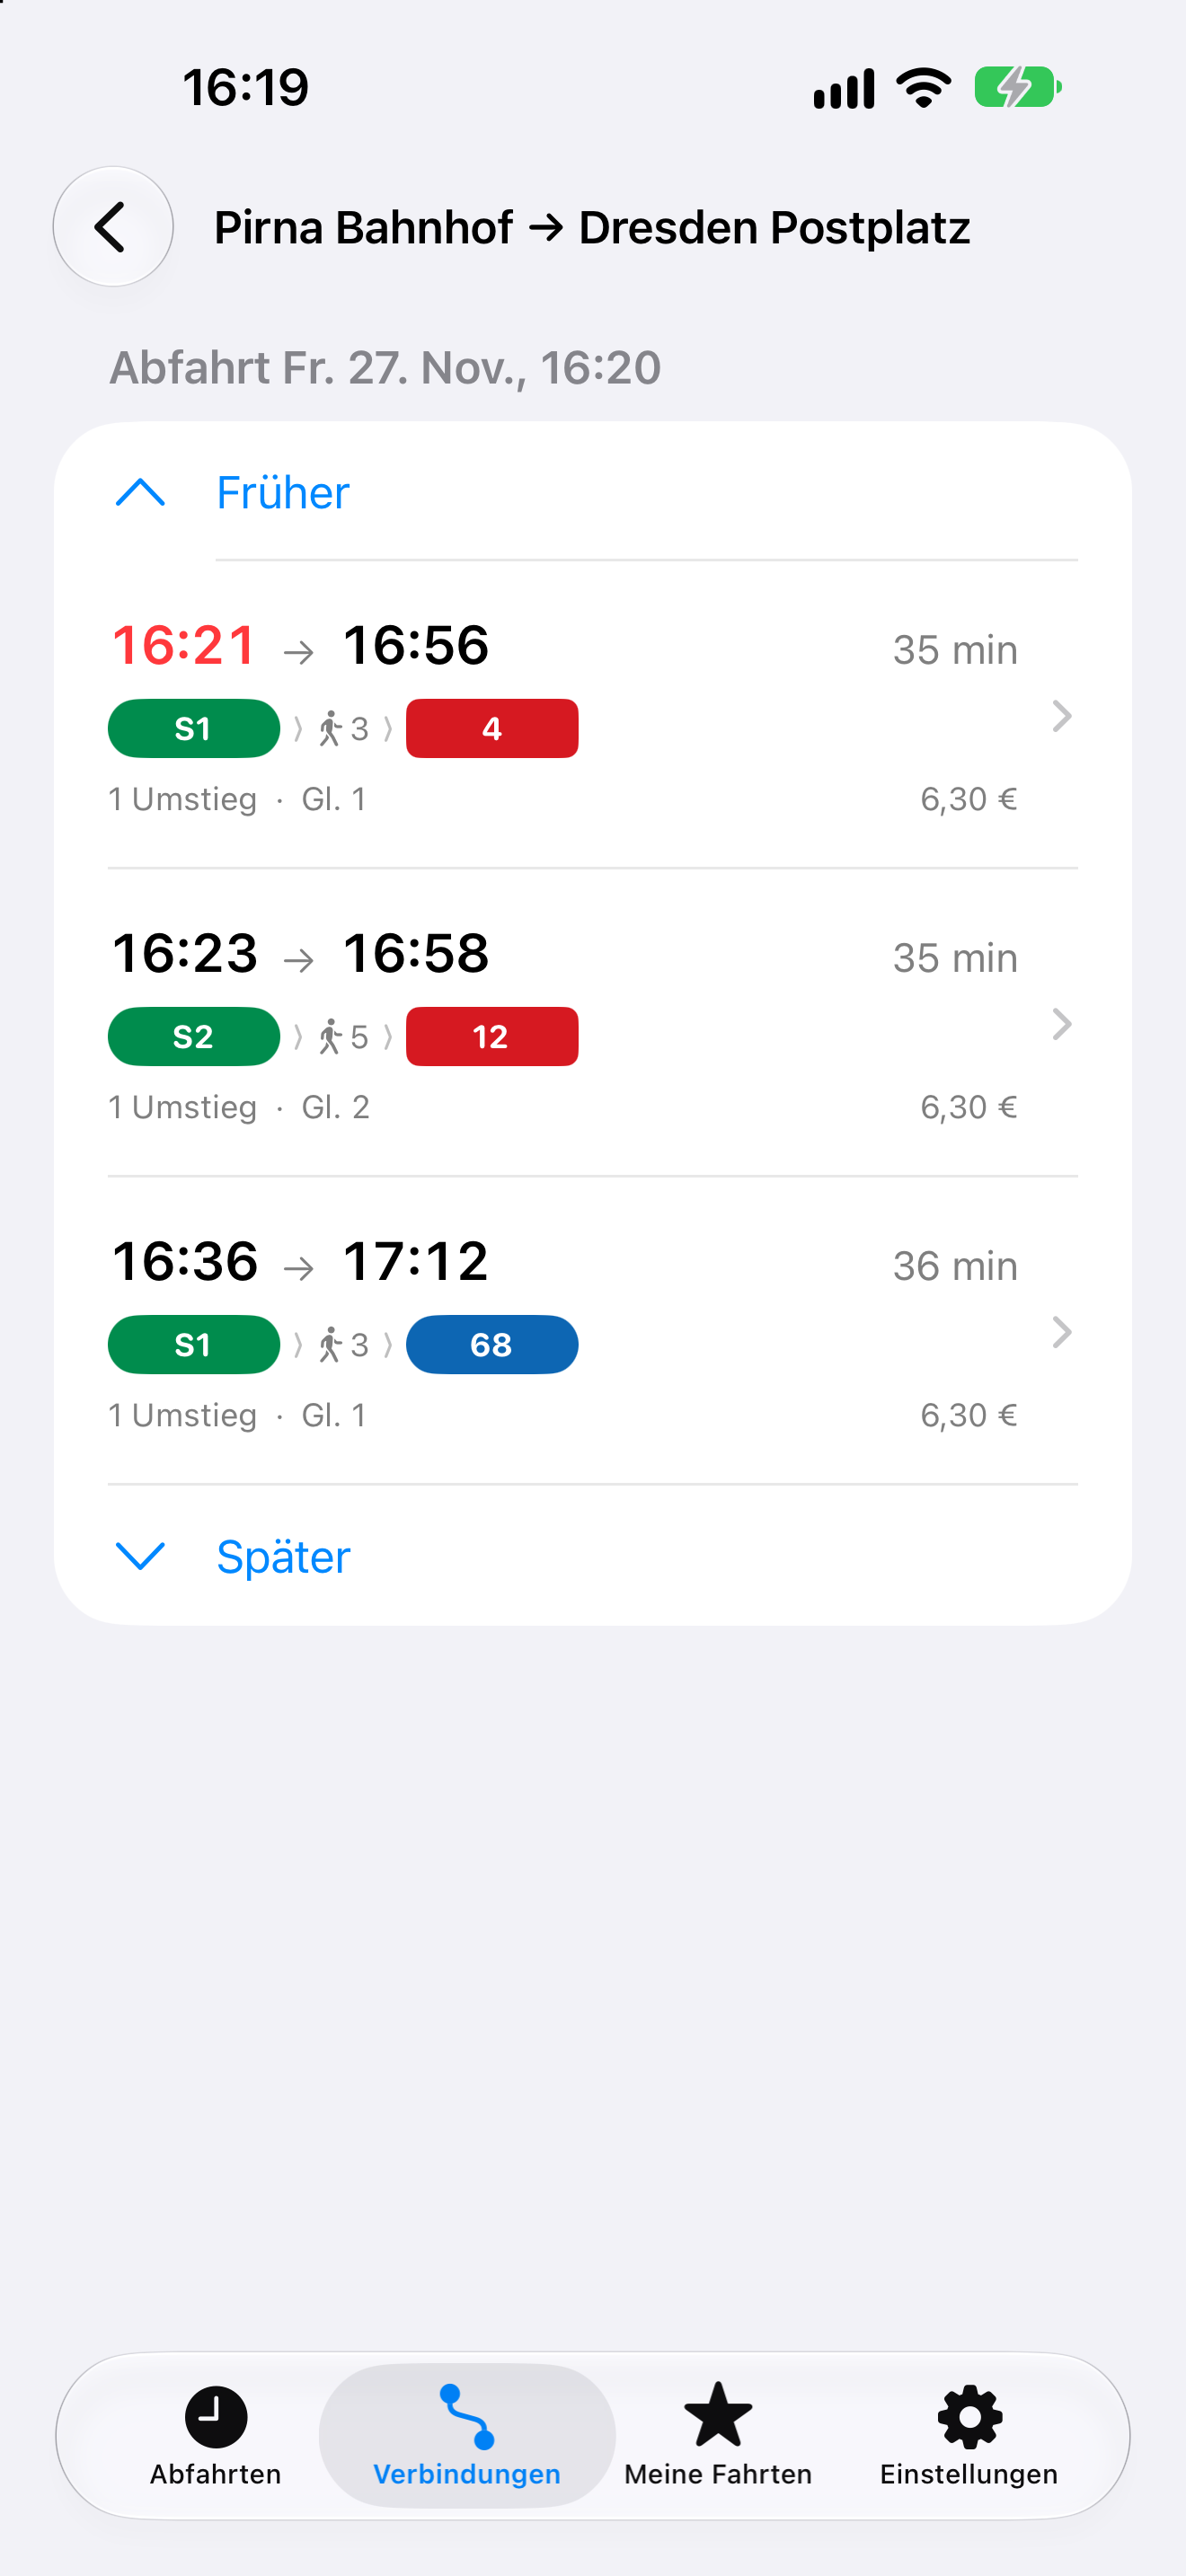 16:19
Pirna Bahnhof → Dresden Postplatz
Abfahrt Fr. 27. Nov., 16:20
Früher
16:21 → 16:56 35 min
S1 3 4
1 Umstieg · Gl. 1 6,30 €
16:23 → 16:58 35 min
S2 5 12
1 Umstieg · Gl. 2 6,30 €
16:36 → 17:12 36 min
S1 3 68
1 Umstieg · Gl. 1 6,30 €
Später
Abfahrten Verbindungen Meine Fahrten Einstellungen